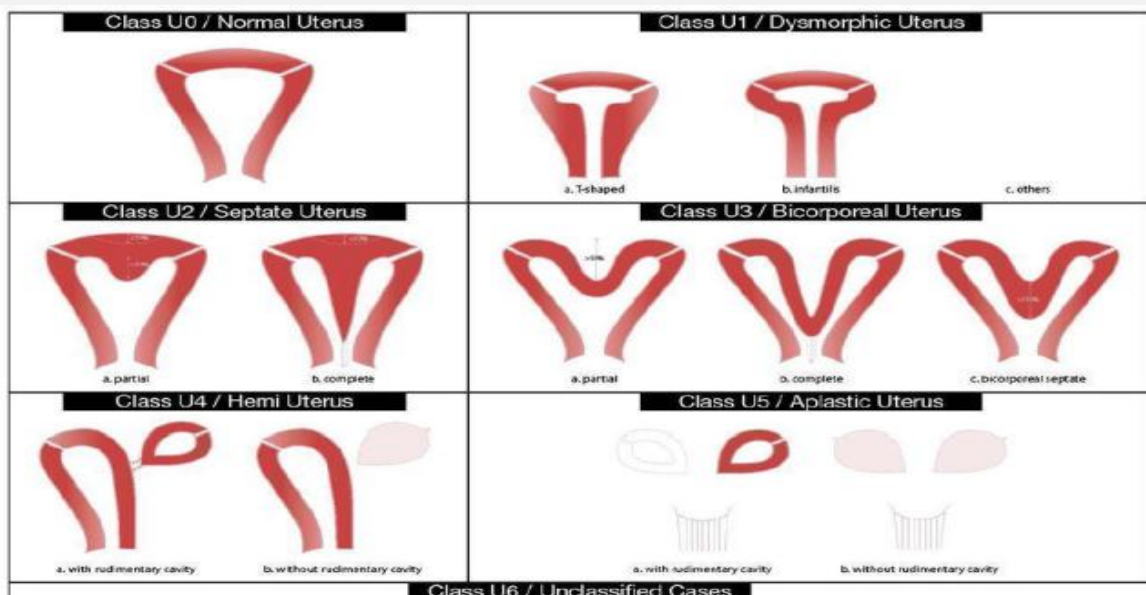 Class U0 / Normal Uterus
Class U1 / Dysmorphic Uterus
a. T-shaped
b. infantilis
c. others
Class U2 / Septate Uterus
a. partial
b. complete
Class U3 / Bicorporeal Uterus
a. partial
b. complete
c. bicorporeal septate
Class U4 / Hemi Uterus
a. with rudimentary cavity
b. without rudimentary cavity
Class U5 / Aplastic Uterus
a. with rudimentary cavity
b. without rudimentary cavity
Class U6 / Unclassified Cases